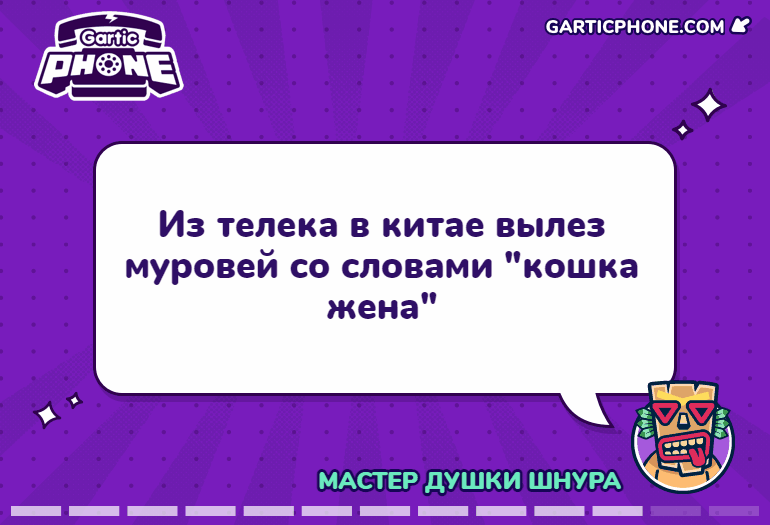 Gartic
PHONE
GARTICPHONE.COM
Из телека в китае вылез
муровей со словами "кошка
жена"
МАСТЕР ДУШКИ ШНУРА